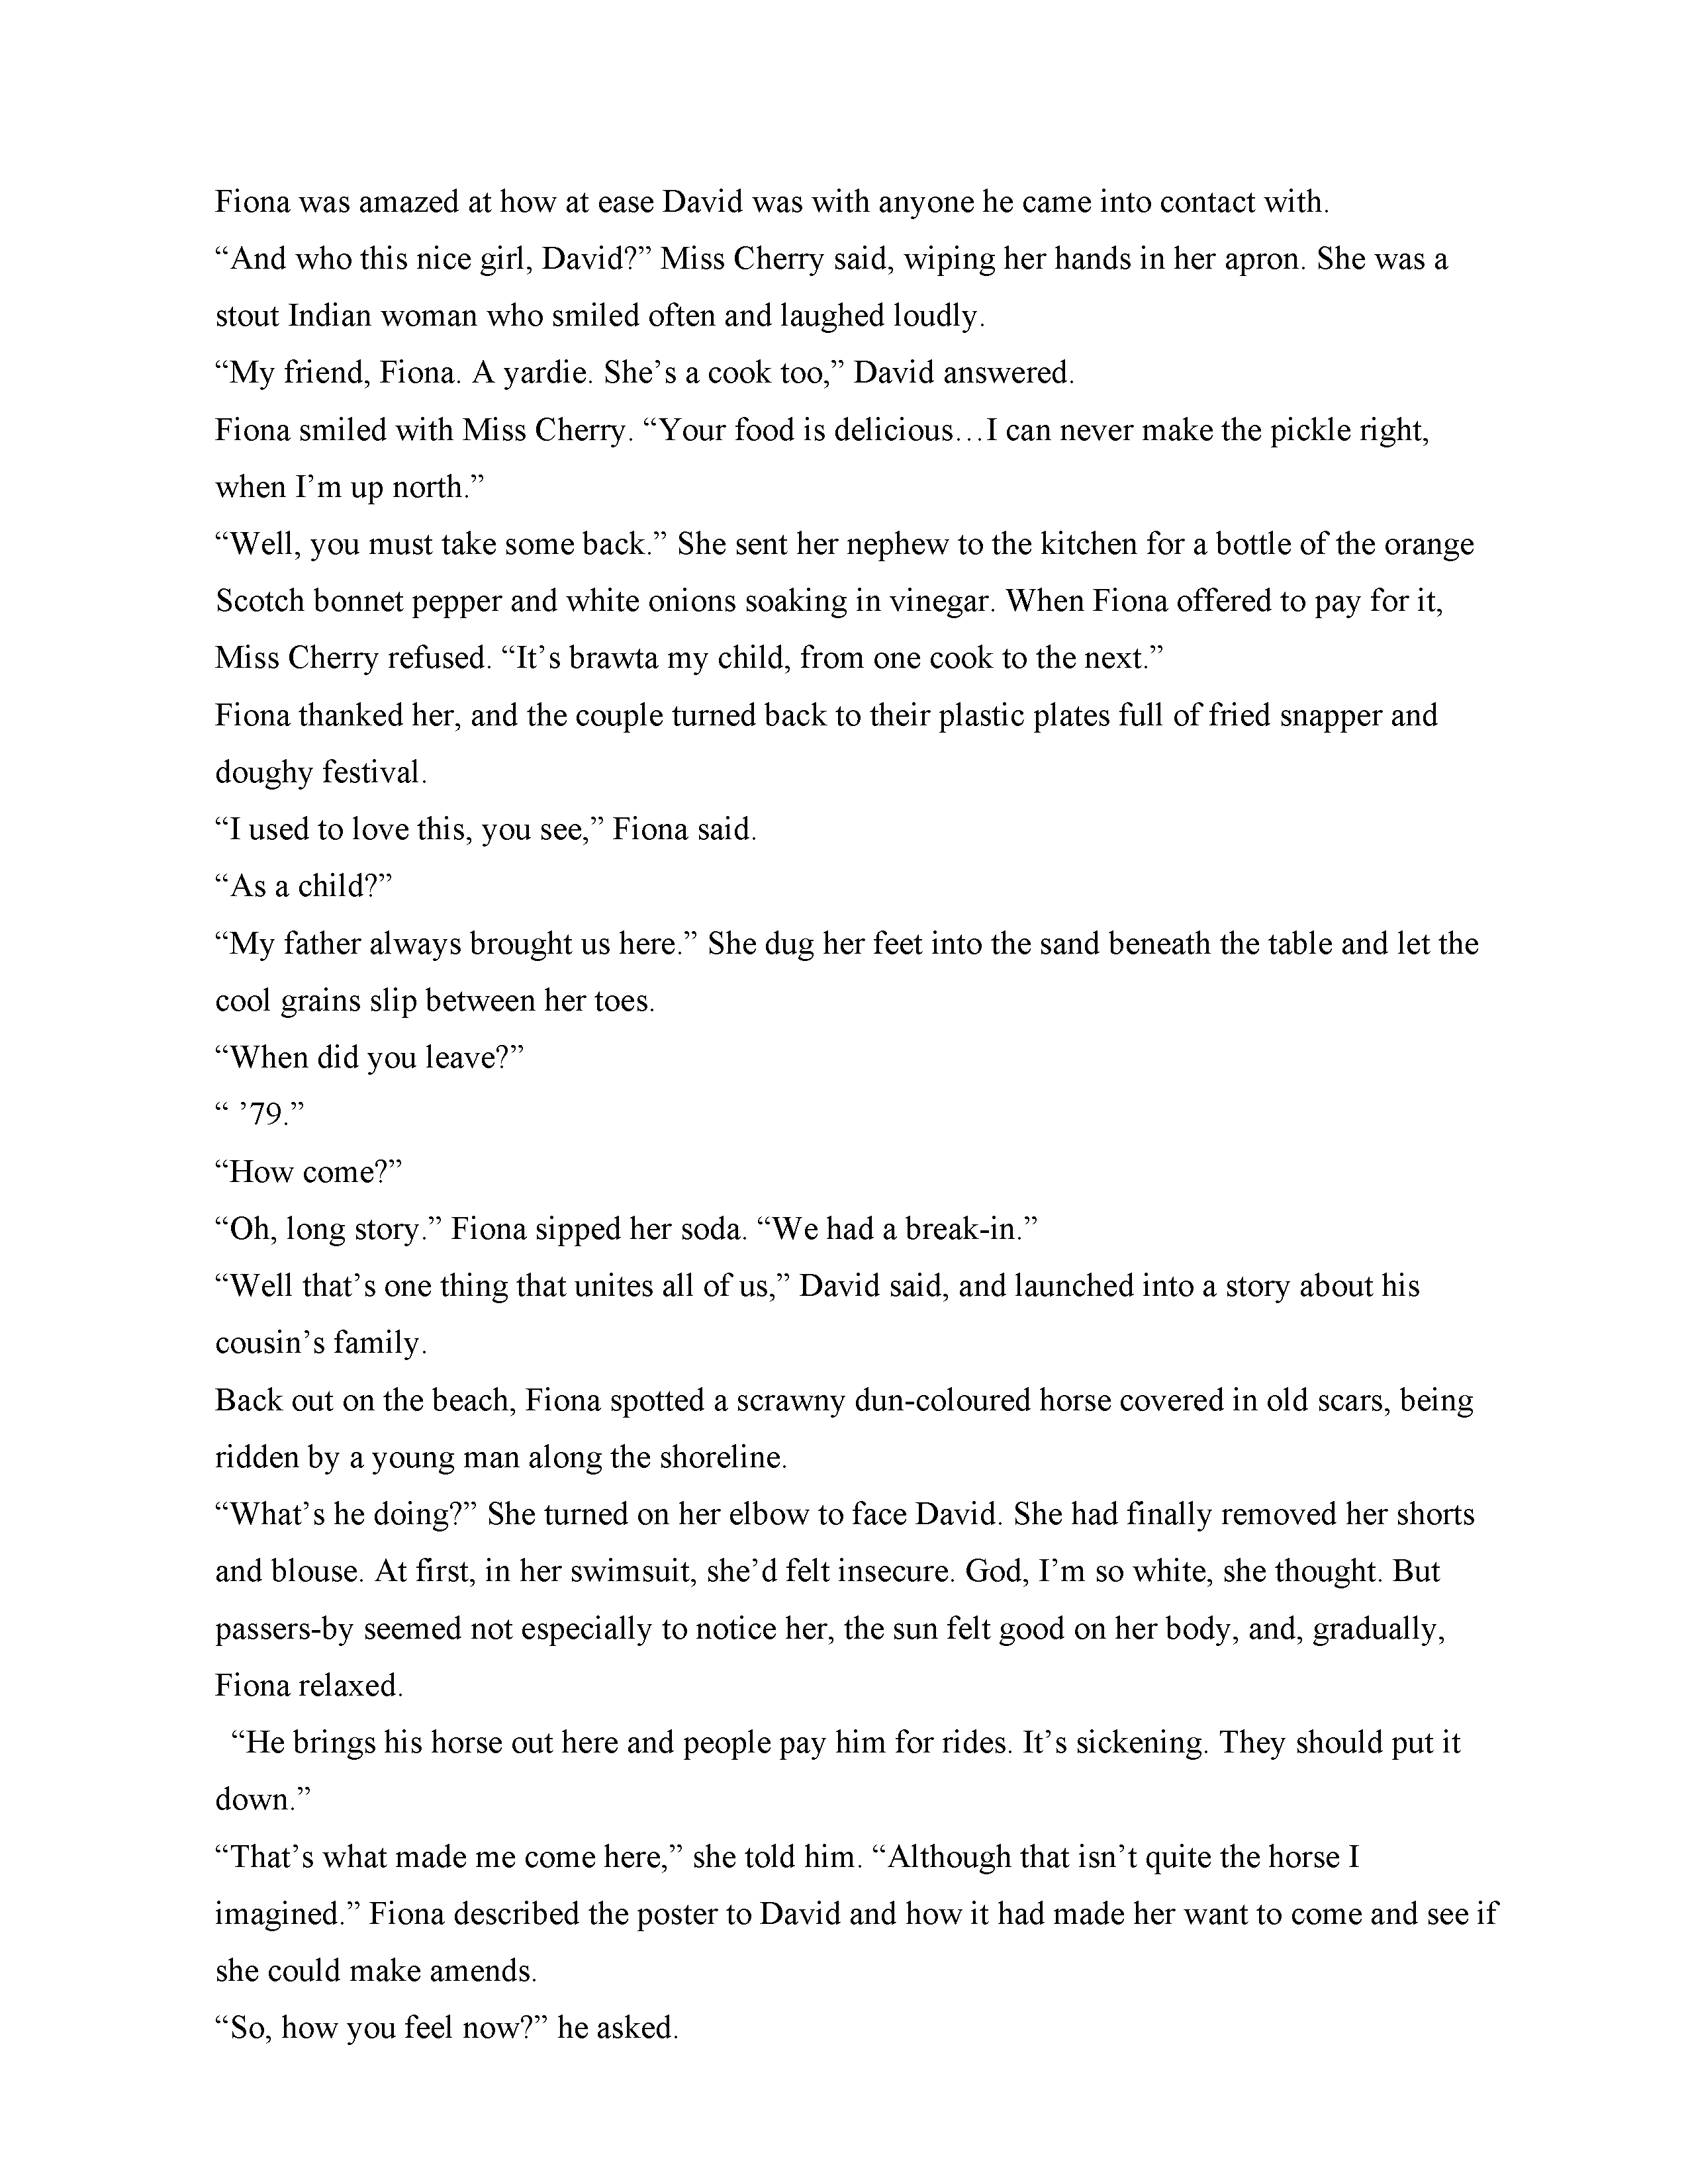 Fiona was amazed at how at ease David was with anyone he came into contact with.
“And who this nice girl, David?” Miss Cherry said, wiping her hands in her apron. She was a
stout Indian woman who smiled often and laughed loudly.
“My friend, Fiona. A yardie. She’s a cook too,” David answered.
Fiona smiled with Miss Cherry. “Your food is delicious…I can never make the pickle right,
when I’m up north.”
“Well, you must take some back.” She sent her nephew to the kitchen for a bottle of the orange
Scotch bonnet pepper and white onions soaking in vinegar. When Fiona offered to pay for it,
Miss Cherry refused. “It’s brawta my child, from one cook to the next.”
Fiona thanked her, and the couple turned back to their plastic plates full of fried snapper and
doughy festival.
“I used to love this, you see,” Fiona said.
“As a child?”
“My father always brought us here.” She dug her feet into the sand beneath the table and let the
cool grains slip between her toes.
“When did you leave?”
“ ’79.”
“How come?”
“Oh, long story.” Fiona sipped her soda. “We had a break-in.”
“Well that’s one thing that unites all of us,” David said, and launched into a story about his
cousin’s family.
Back out on the beach, Fiona spotted a scrawny dun-coloured horse covered in old scars, being
ridden by a young man along the shoreline.
“What’s he doing?” She turned on her elbow to face David. She had finally removed her shorts
and blouse. At first, in her swimsuit, she’d felt insecure. God, I’m so white, she thought. But
passers-by seemed not especially to notice her, the sun felt good on her body, and, gradually,
Fiona relaxed.
“He brings his horse out here and people pay him for rides. It’s sickening. They should put it
down.”
“That’s what made me come here,” she told him. “Although that isn’t quite the horse I
imagined.” Fiona described the poster to David and how it had made her want to come and see if
she could make amends.
“So, how you feel now?” he asked.